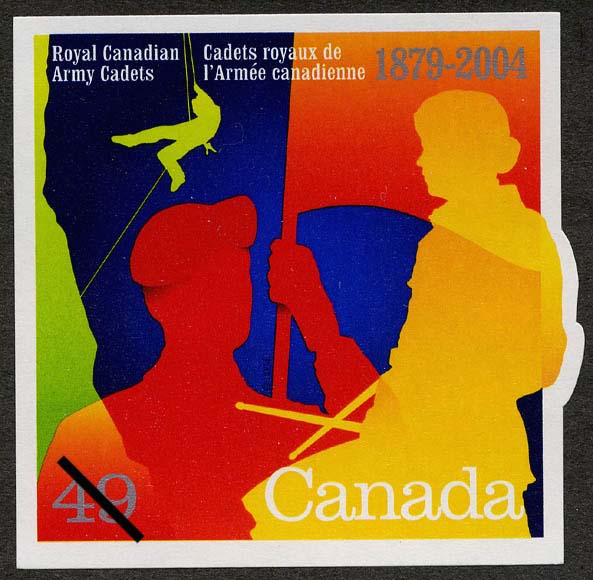 Royal Canadian
Army Cadets
Cadets royaux de
l'Armée canadienne
1879-2004
49
Canada